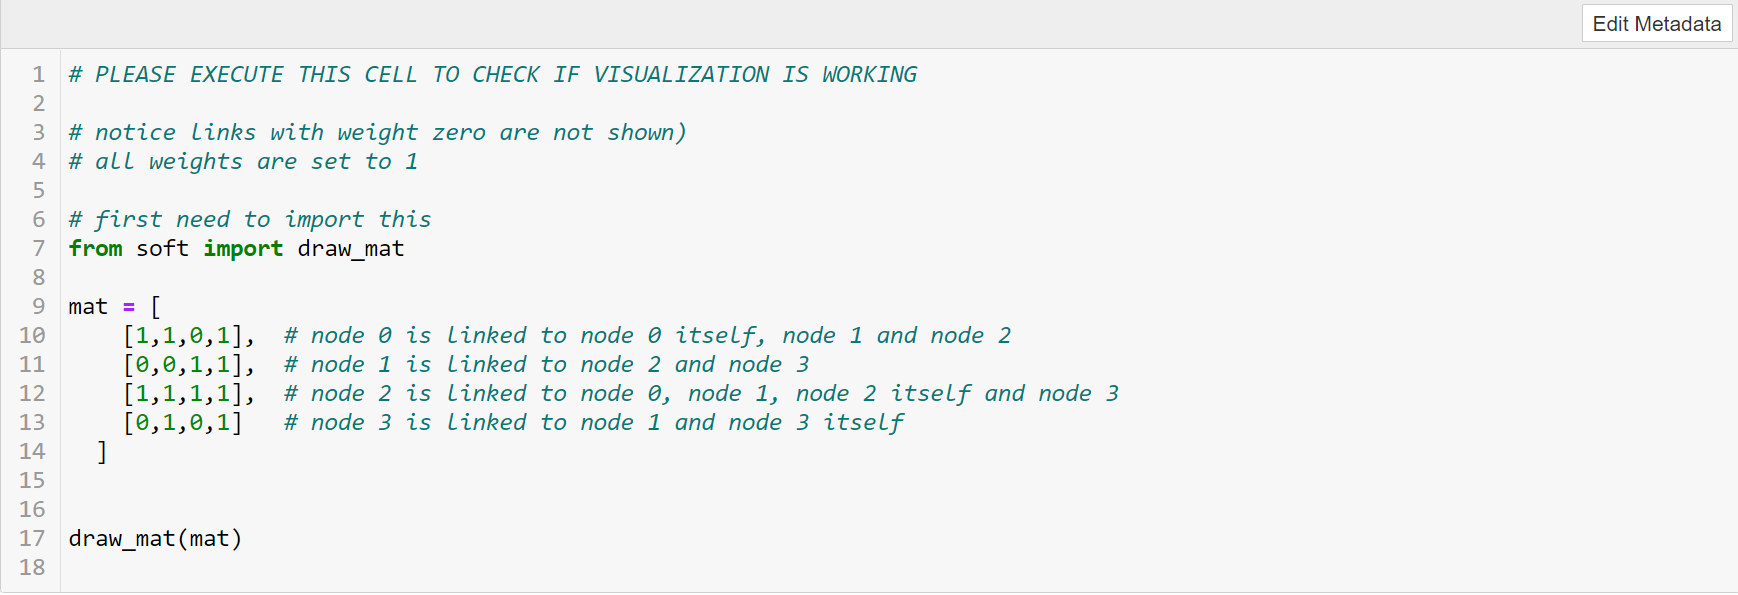 Edit Metadata
1 # PLEASE EXECUTE THIS CELL TO CHECK IF VISUALIZATION IS WORKING
2
3 # notice links with weight zero are not shown)
4 # all weights are set to 1
5
6 # first need to import this
7 from soft import draw_mat
8
9 mat = [
10     [1,1,0,1],  # node 0 is linked to node 0 itself, node 1 and node 2
11     [0,0,1,1],  # node 1 is linked to node 2 and node 3
12     [1,1,1,1],  # node 2 is linked to node 0, node 1, node 2 itself and node 3
13     [0,1,0,1]   # node 3 is linked to node 1 and node 3 itself
14   ]
15
16
17 draw_mat(mat)
18